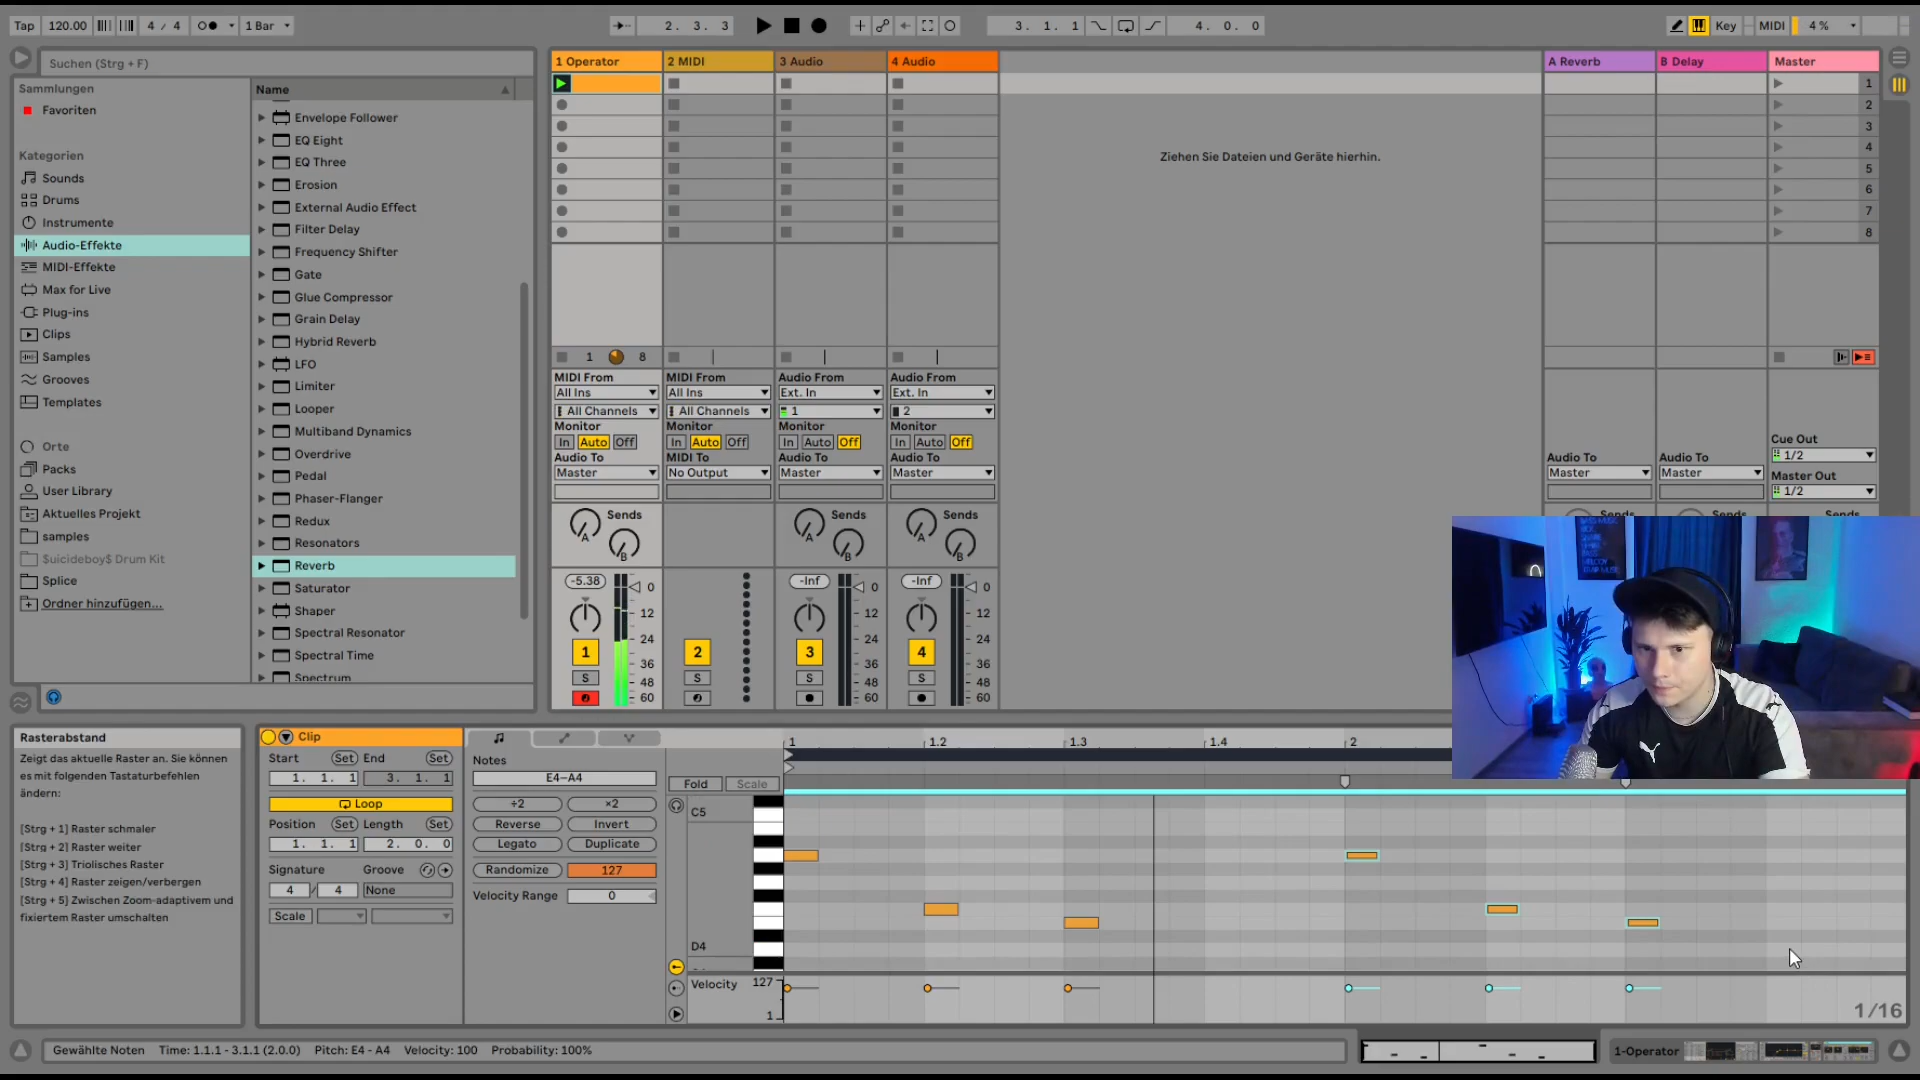 Tap 120.00 4 / 4 1 Bar 2. 3. 3 3. 1. 1 4. 0. 0 Key MIDI 4 %
Suchen (Strg + F)
Sammlungen
Favoriten
Kategorien
Sounds
Drums
Instrumente
Audio-Effekte
MIDI-Effekte
Max for Live
Plug-ins
Clips
Samples
Grooves
Templates
Orte
Packs
User Library
Aktuelles Projekt
samples
$uicideboy$ Drum Kit
Splice
Ordner hinzufügen...
Name
Envelope Follower
EQ Eight
EQ Three
Erosion
External Audio Effect
Filter Delay
Frequency Shifter
Gate
Glue Compressor
Grain Delay
Hybrid Reverb
LFO
Limiter
Looper
Multiband Dynamics
Overdrive
Pedal
Phaser-Flanger
Redux
Resonators
Reverb
Saturator
Shaper
Spectral Resonator
Spectral Time
Spectrum
1 Operator 2 MIDI 3 Audio 4 Audio A Reverb B Delay Master
1
2
3
4
5
6
7
8
Ziehen Sie Dateien und Geräte hierhin.
1 8
MIDI From MIDI From Audio From Audio From
All Ins All Ins Ext. In Ext. In
All Channels All Channels 1 2
Monitor Monitor Monitor Monitor
In Auto Off In Auto Off In Auto Off In Auto Off
Audio To MIDI To Audio To Audio To Audio To Audio To
Master No Output Master Master Master Master
Cue Out
1/2
Master Out
1/2
Sends Sends Sends Sends Sends Sends
A A A
B B B
-5.38 0 -Inf 0 -Inf 0
12 12 12
24 24 24
1 2 3 4
36 36 36
S S S S
48 48 48
60 60 60
Rasterabstand
Zeigt das aktuelle Raster an. Sie können
es mit folgenden Tastaturbefehlen
ändern:
[Strg + 1] Raster schmaler
[Strg + 2] Raster weiter
[Strg + 3] Triolisches Raster
[Strg + 4] Raster zeigen/verbergen
[Strg + 5] Zwischen Zoom-adaptivem und
fixiertem Raster umschalten
Clip
Start Set End Set
1. 1. 1 3. 1. 1
Loop
Position Set Length Set
1. 1. 1 2. 0. 0
Signature Groove
4 / 4 None
Scale
Notes
E4-A4
÷2 ×2
Reverse Invert
Legato Duplicate
Randomize 127
Velocity Range 0
1 1.2 1.3 1.4 2
Fold Scale
C5
D4
Velocity 127
1
1/16
Gewählte Noten Time: 1.1.1 - 3.1.1 (2.0.0) Pitch: E4 - A4 Velocity: 100 Probability: 100%
1-Operator